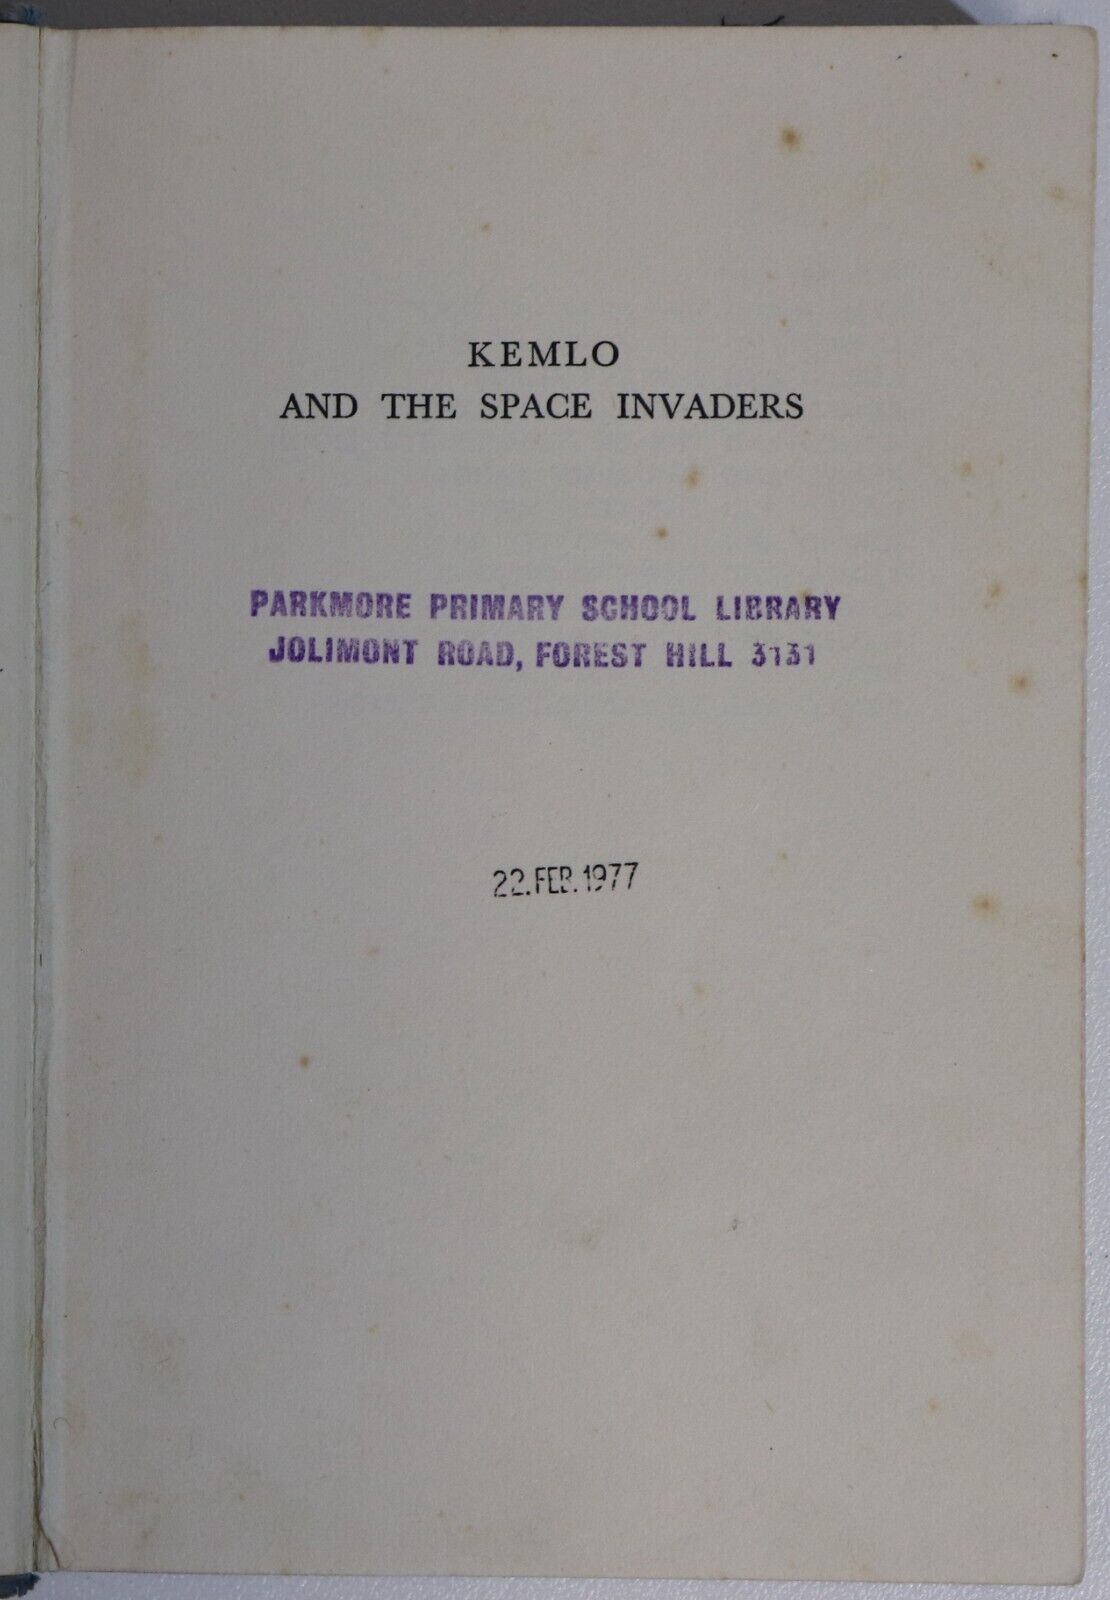 KEMLO
AND THE SPACE INVADERS
PARKMORE PRIMARY SCHOOL LIBRARY
JOLIMONT ROAD, FOREST HILL 3131
22.FEB.1977